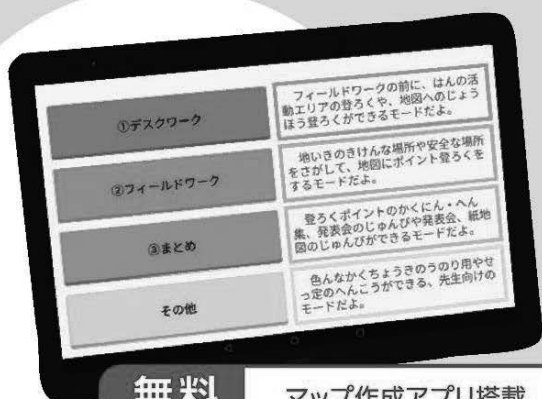 ①デスクワーク
フィールドワークの前に、はんの活
動エリアの登ろくや、地図へのじょう
ほう登ろくができるモードだよ。
②フィールドワーク
地いきのきけんな場所や安全な場所
をさがして、地図にポイント登ろくを
するモードだよ。
③まとめ
登ろくポイントのかくにん・へん
集、発表会のじゅんびや発表会、紙地
図のじゅんびができるモードだよ。
その他
色んなかくちょうきのうのり用やせ
っ定のへんこうができる、先生向けの
モードだよ。
無料
マップ作成アプリ搭載